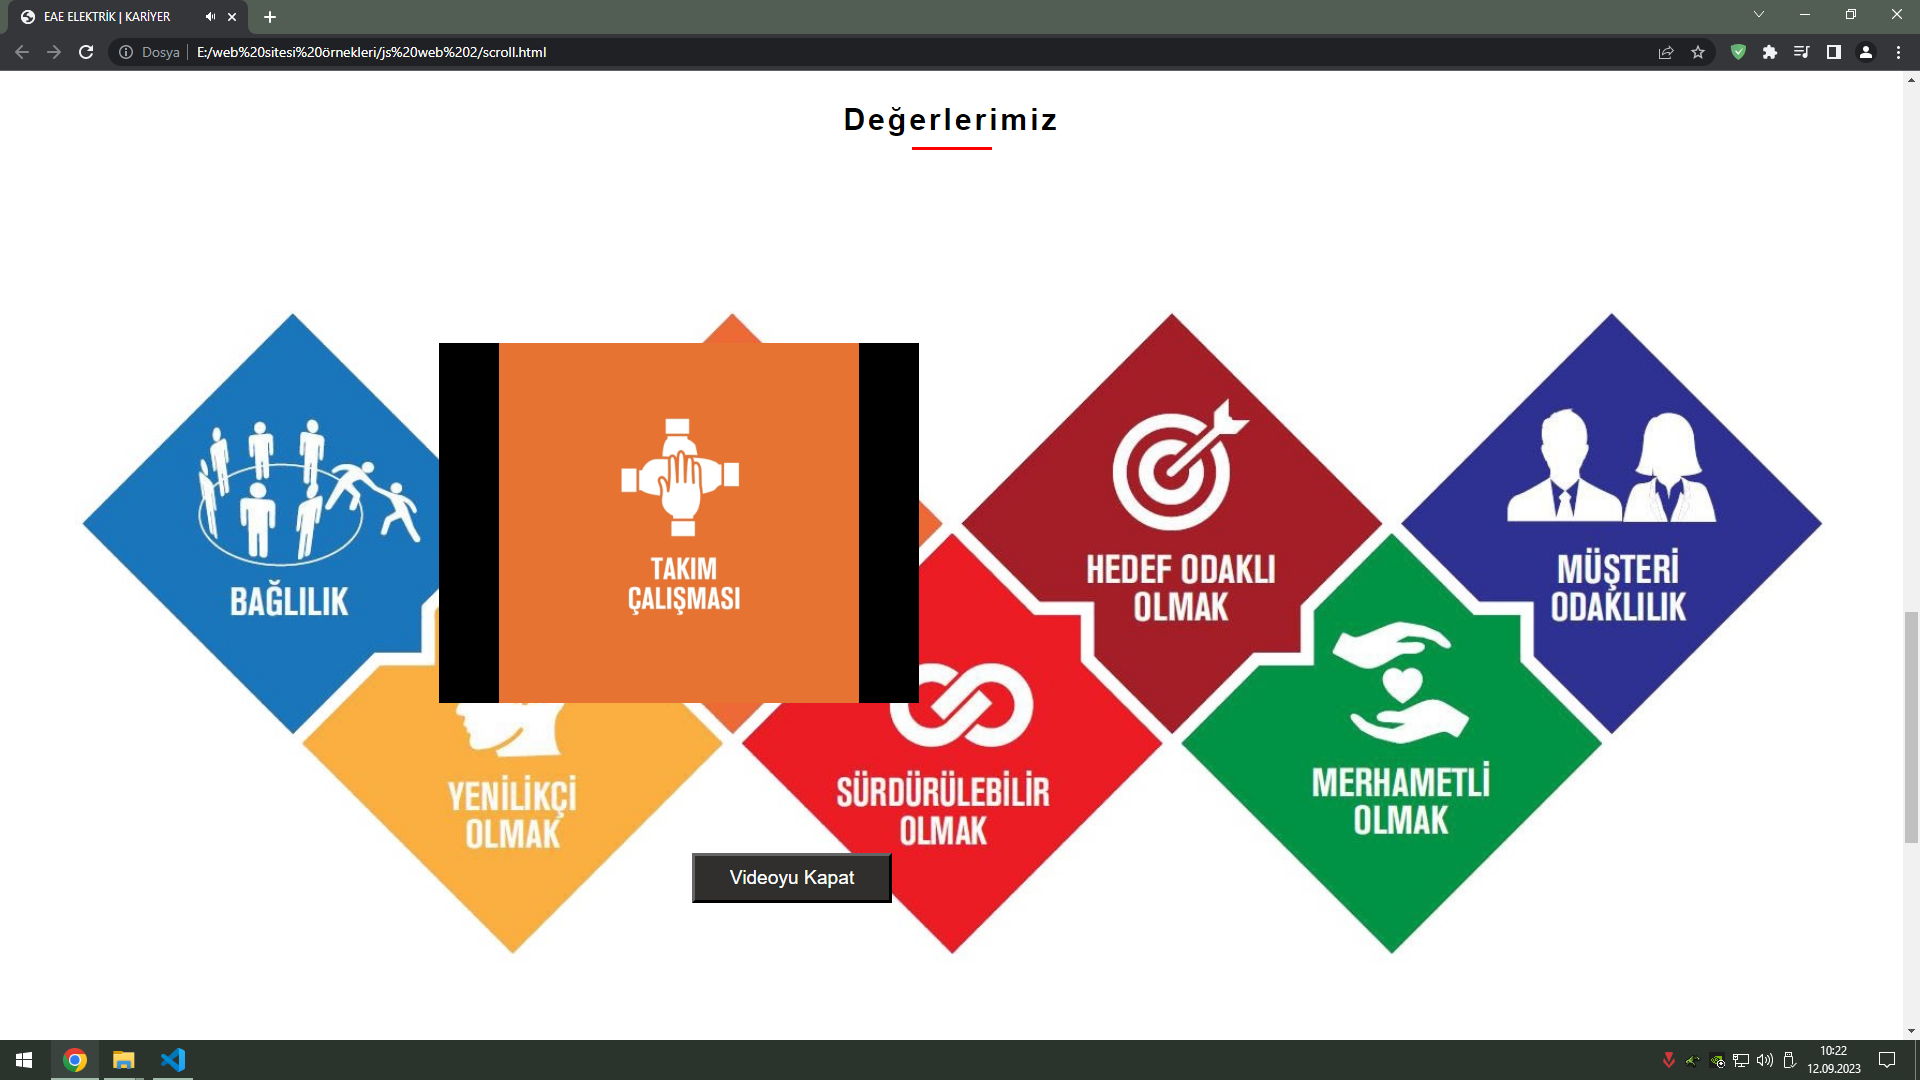 EAE ELEKTRİK | KARİYER
Dosya
E:/web%20sitesi%20örnekleri/js%20web%202/scroll.html
Değerlerimiz
BAĞLILIK
TAKIM
ÇALIŞMASI
HEDEF ODAKLI
OLMAK
MÜŞTERİ
ODAKLILIK
YENİLİKÇİ
OLMAK
SÜRDÜRÜLEBİLİR
OLMAK
MERHAMETLİ
OLMAK
Videoyu Kapat
10:22
12.09.2023